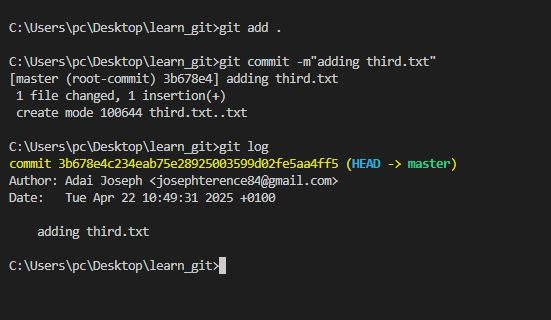 C:\Users\pc\Desktop\learn_git>git add .
C:\Users\pc\Desktop\learn_git>git commit -m"adding third.txt"
[master (root-commit) 3b678e4] adding third.txt
 1 file changed, 1 insertion(+)
 create mode 100644 third.txt..txt
C:\Users\pc\Desktop\learn_git>git log
commit 3b678e4c234eab75e28925003599d02fe5aa4ff5 (HEAD -> master)
Author: Adai Joseph <josephterence84@gmail.com>
Date:   Tue Apr 22 10:49:31 2025 +0100
    adding third.txt
C:\Users\pc\Desktop\learn_git>